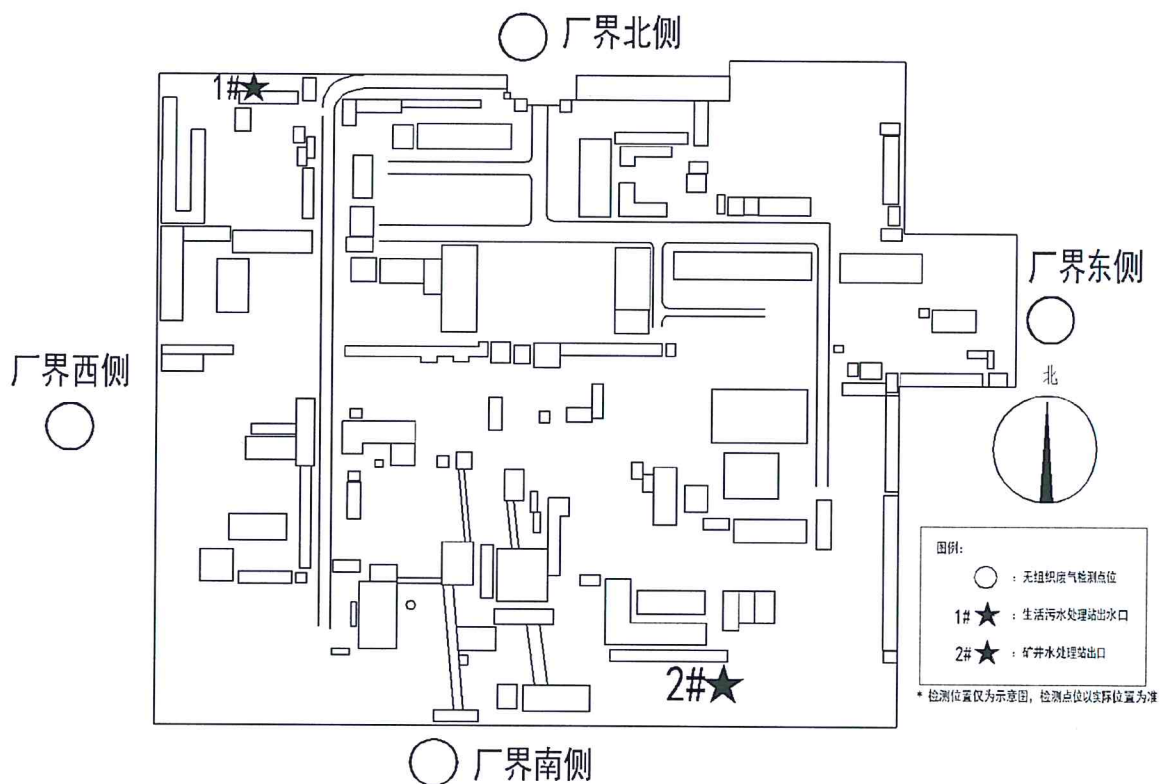 厂界北侧
1#
厂界东侧
厂界西侧
北
图例:
：无组织废气检测点位
1# ：生活污水处理站出水口
2# ：矿井水处理站出口
2#
* 检测位置仅为示意图，检测点位以实际位置为准
厂界南侧